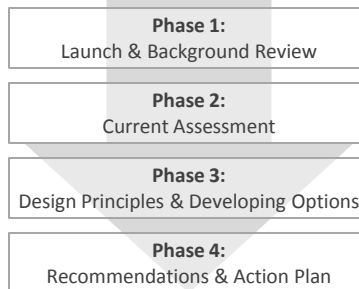 Phase 1:
Launch & Background Review
Phase 2:
Current Assessment
Phase 3:
Design Principles & Developing Options
Phase 4:
Recommendations & Action Plan